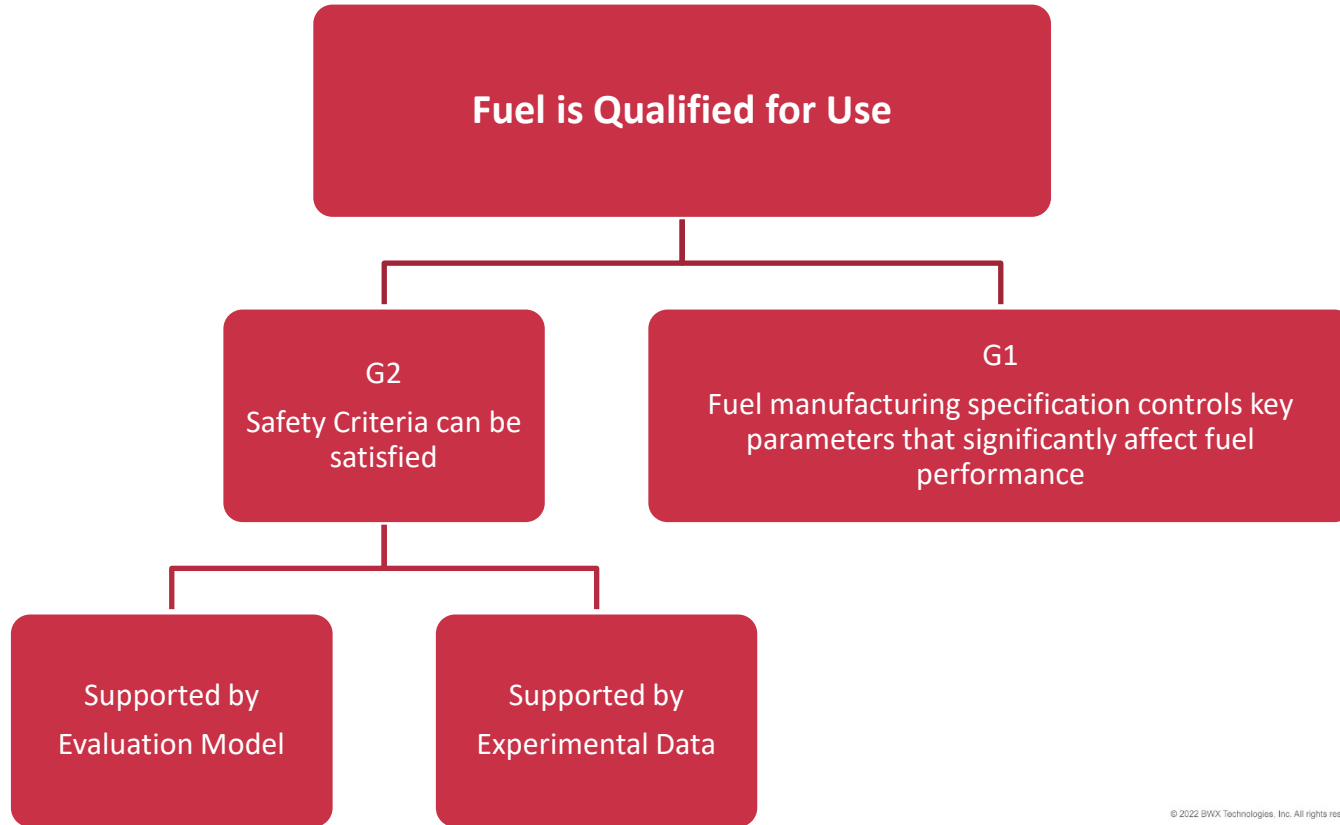 Fuel is Qualified for Use
G2
Safety Criteria can be
satisfied
G1
Fuel manufacturing specification controls key
parameters that significantly affect fuel
performance
Supported by
Evaluation Model
Supported by
Experimental Data
© 2022 BWX Technologies, Inc. All rights res